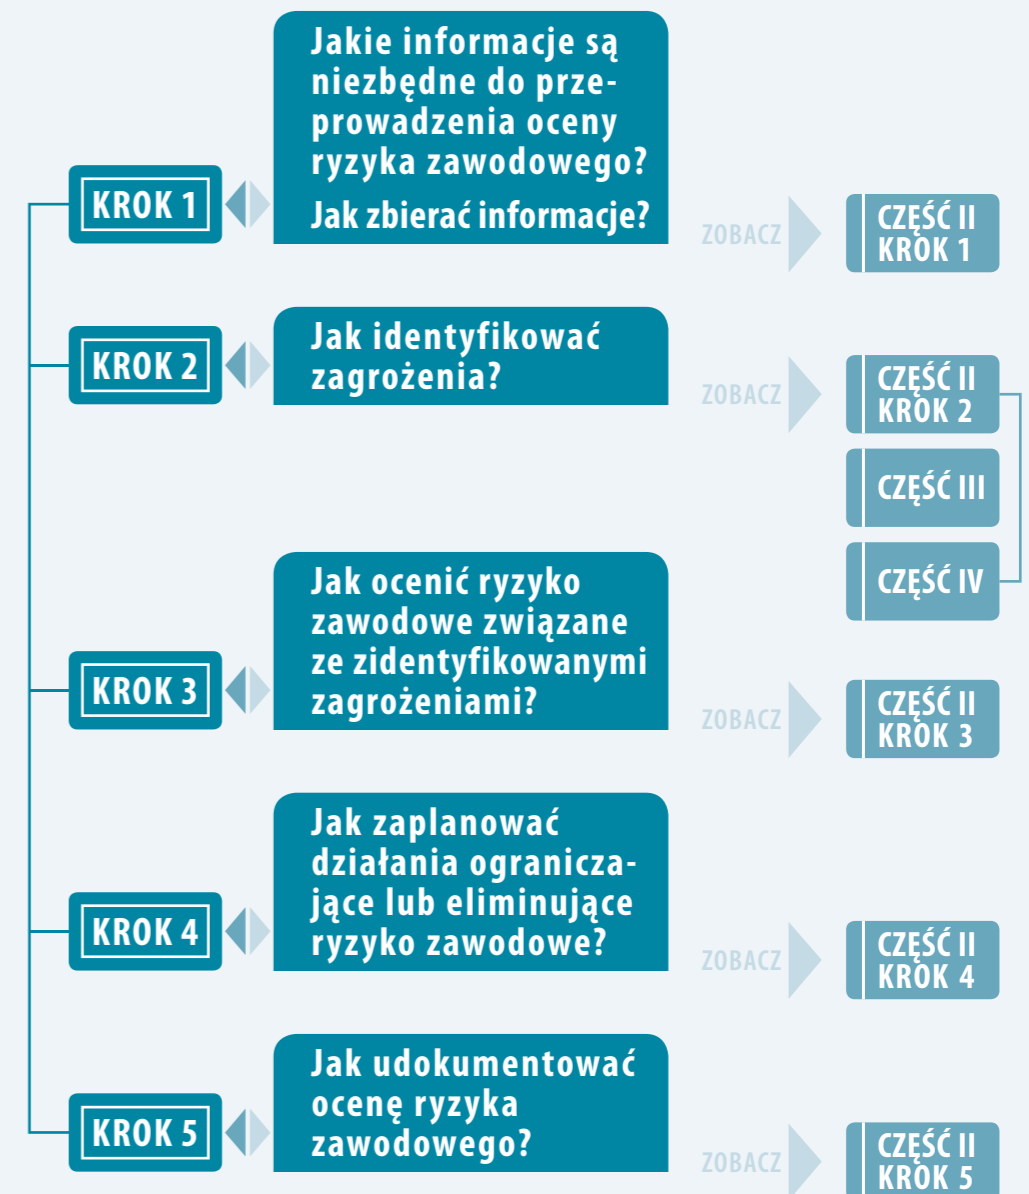 KROK 1
Jakie informacje są
niezbędne do prze-
prowadzenia oceny
ryzyka zawodowego?
Jak zbierać informacje?
ZOBACZ
CZĘŚĆ II
KROK 1
KROK 2
Jak identyfikować
zagrożenia?
ZOBACZ
CZĘŚĆ II
KROK 2
CZĘŚĆ III
CZĘŚĆ IV
KROK 3
Jak ocenić ryzyko
zawodowe związane
ze zidentyfikowanymi
zagrożeniami?
ZOBACZ
CZĘŚĆ II
KROK 3
KROK 4
Jak zaplanować
działania ogranicza-
jące lub eliminujące
ryzyko zawodowe?
ZOBACZ
CZĘŚĆ II
KROK 4
KROK 5
Jak udokumentować
ocenę ryzyka
zawodowego?
ZOBACZ
CZĘŚĆ II
KROK 5